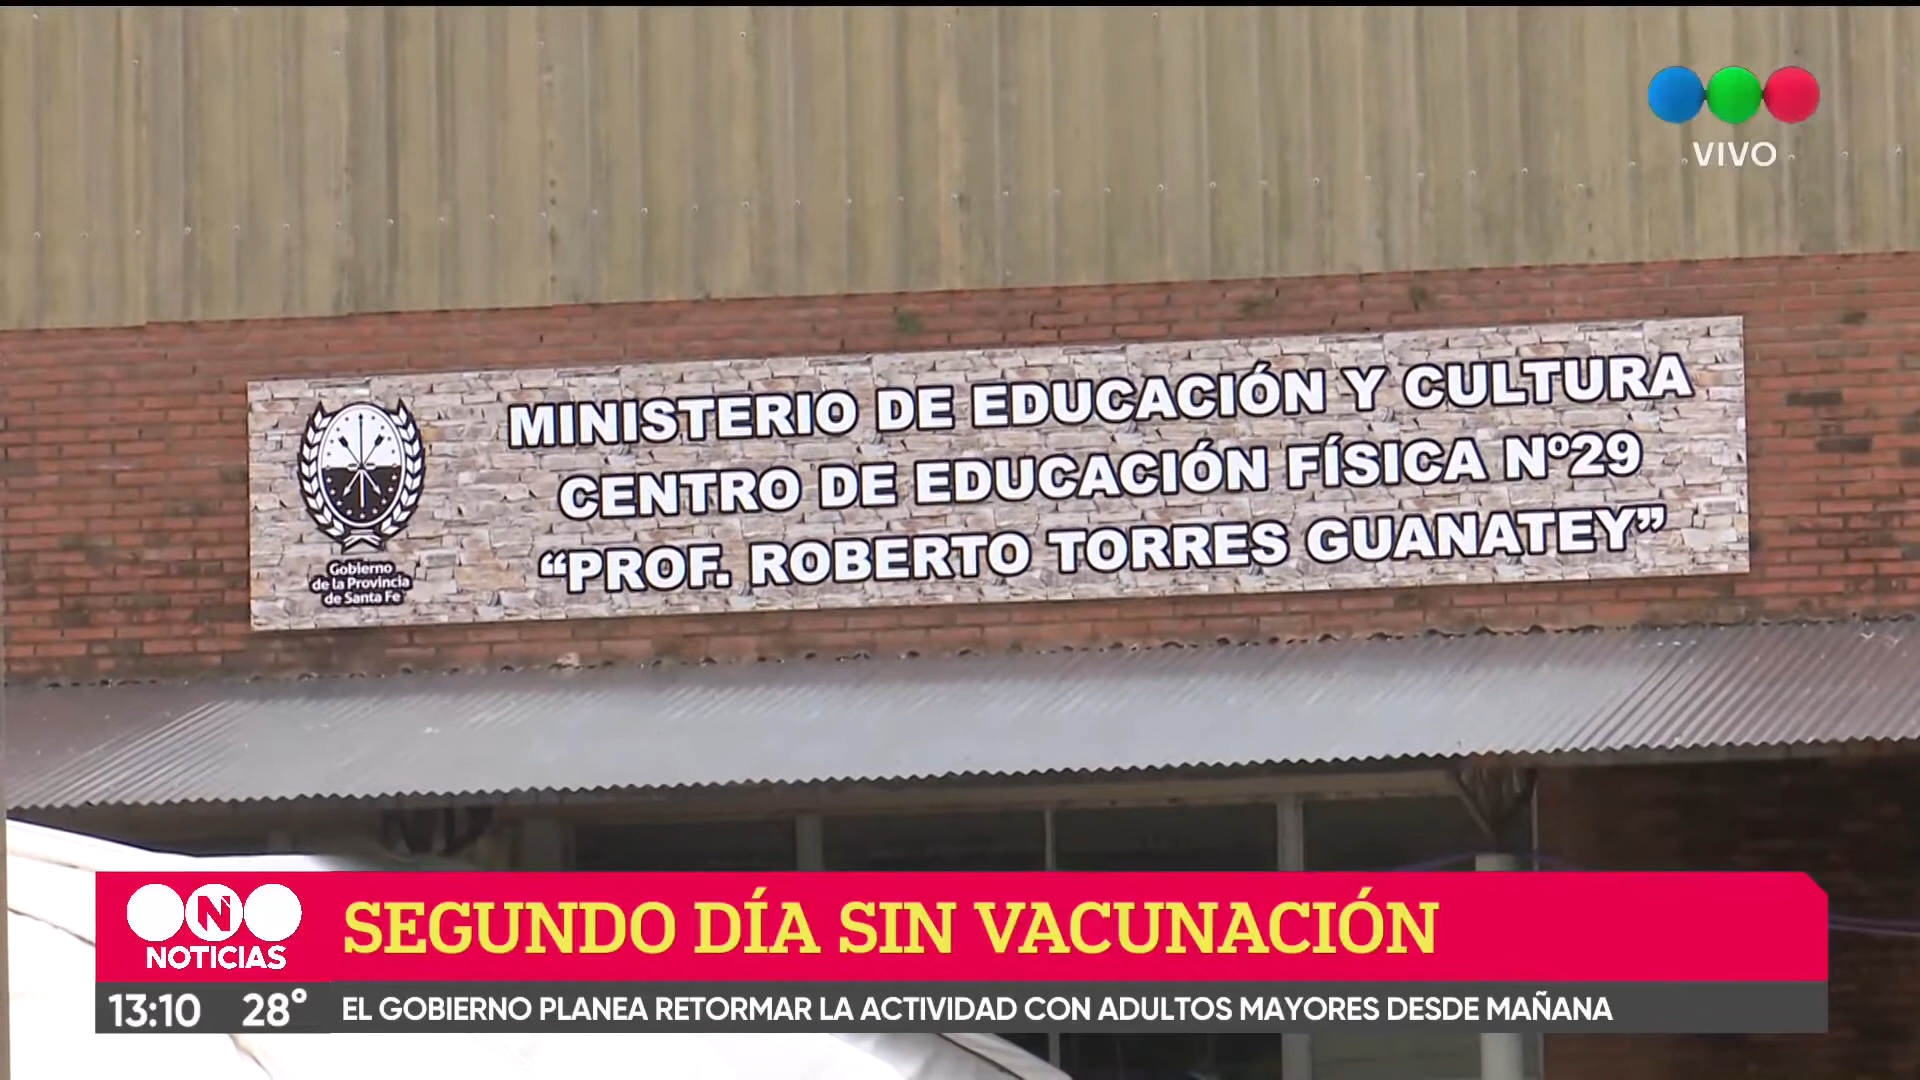 VIVO
MINISTERIO DE EDUCACIÓN Y CULTURA
CENTRO DE EDUCACIÓN FÍSICA Nº29
“PROF. ROBERTO TORRES GUANATEY”
Gobierno
de la Provincia
de Santa Fe
N
NOTICIAS
SEGUNDO DÍA SIN VACUNACIÓN
13:10 28° EL GOBIERNO PLANEA RETORMAR LA ACTIVIDAD CON ADULTOS MAYORES DESDE MAÑANA